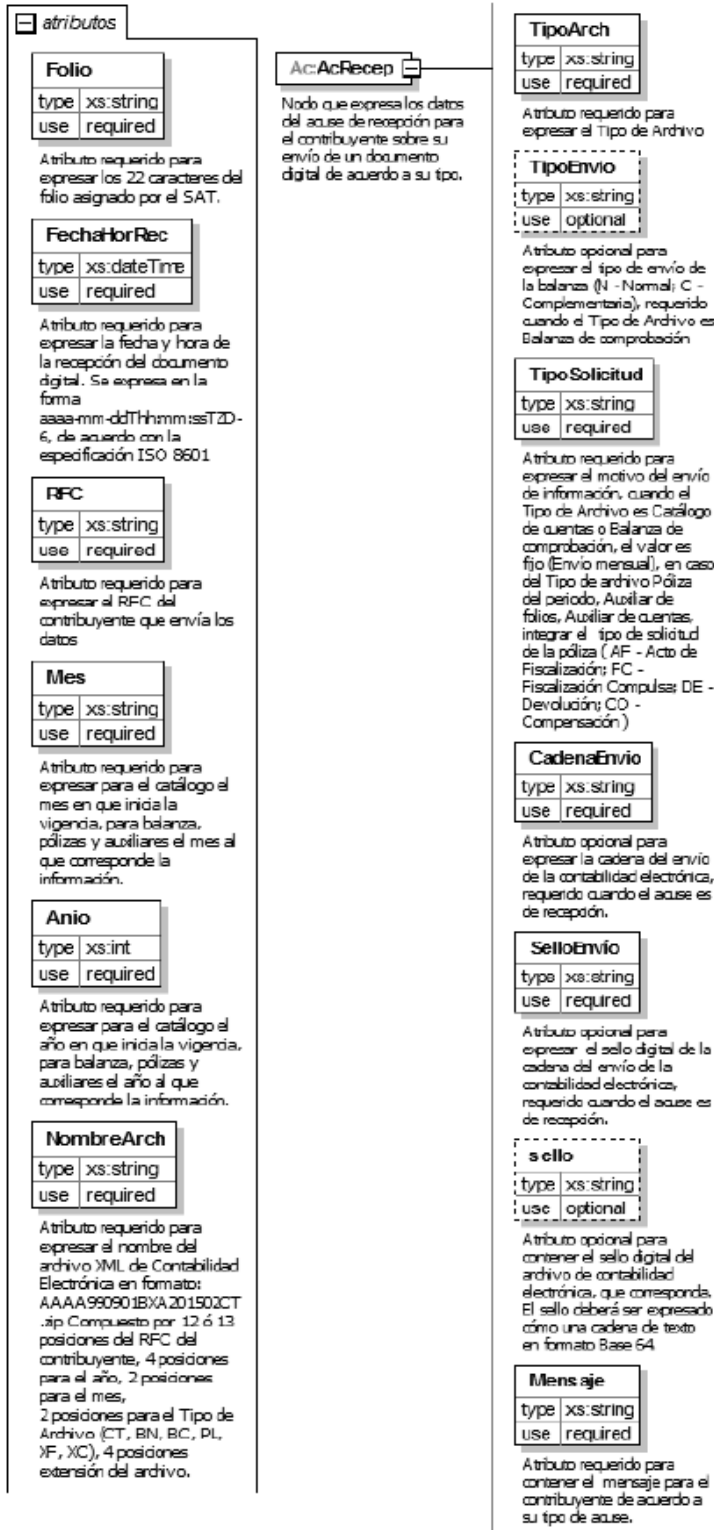 atributos
Folio
type xs:string
use required
Atributo requerido para
expresar los 22 caracteres del
folio asignado por el SAT.
FechaHorRec
type xs:dateTime
use required
Atributo requerido para
expresar la fecha y hora de
la recepción del documento
digital. Se expresa en la
forma
aaaa-mm-ddThh:mm:ssTZD-
6, de acuerdo con la
especificación ISO 8601
RFC
type xs:string
use required
Atributo requerido para
expresar el RFC del
contribuyente que envía los
datos
Mes
type xs:string
use required
Atributo requerido para
expresar para el catálogo el
mes en que inicia la
vigencia, para balanza,
pólizas y auxiliares el mes al
que corresponde la
información.
Anio
type xs:int
use required
Atributo requerido para
expresar para el catálogo el
año en que inicia la vigencia,
para balanza, pólizas y
auxiliares el año al que
corresponde la información.
NombreArch
type xs:string
use required
Atributo requerido para
expresar el nombre del
archivo XML de Contabilidad
Electrónica en formato:
AAAA990901BXA201502CT
.zip Compuesto por 12 ó 13
posiciones del RFC del
contribuyente, 4 posiciones
para el año, 2 posiciones
para el mes,
2 posiciones para el Tipo de
Archivo (CT, BN, BC, PL,
XF, XC), 4 posiciones
extensión del archivo.
Ac:AcRecep
Nodo que expresa los datos
del acuse de recepción para
el contribuyente sobre su
envío de un documento
digital de acuerdo a su tipo.
TipoArch
type xs:string
use required
Atributo requerido para
expresar el Tipo de Archivo
TipoEnvio
type xs:string
use optional
Atributo opcional para
expresar el tipo de envío de
la balanza (N - Normal; C -
Complementaria), requerido
cuando el Tipo de Archivo es
Balanza de comprobación
TipoSolicitud
type xs:string
use required
Atributo requerido para
expresar el motivo del envío
de información, cuando el
Tipo de Archivo es Catálogo
de cuentas o Balanza de
comprobación, el valor es
fijo (Envío mensual), en caso
del Tipo de archivo Póliza
del periodo, Auxiliar de
folios, Auxiliar de cuentas,
integrar el tipo de solicitud
de la póliza ( AF - Acto de
Fiscalización; FC -
Fiscalización Compulsa; DE -
Devolución; CO -
Compensación )
CadenaEnvio
type xs:string
use required
Atributo opcional para
expresar la cadena del envío
de la contabilidad electrónica,
requerido cuando el acuse es
de recepción.
SelloEnvío
type xs:string
use required
Atributo opcional para
expresar el sello digital de la
cadena del envío de la
contabilidad electrónica,
requerido cuando el acuse es
de recepción.
sello
type xs:string
use optional
Atributo opcional para
contener el sello digital del
archivo de contabilidad
electrónica, que corresponda.
El sello deberá ser expresado
cómo una cadena de texto
en formato Base 64
Mensaje
type xs:string
use required
Atributo requerido para
contener el mensaje para el
contribuyente de acuerdo a
su tipo de acuse.